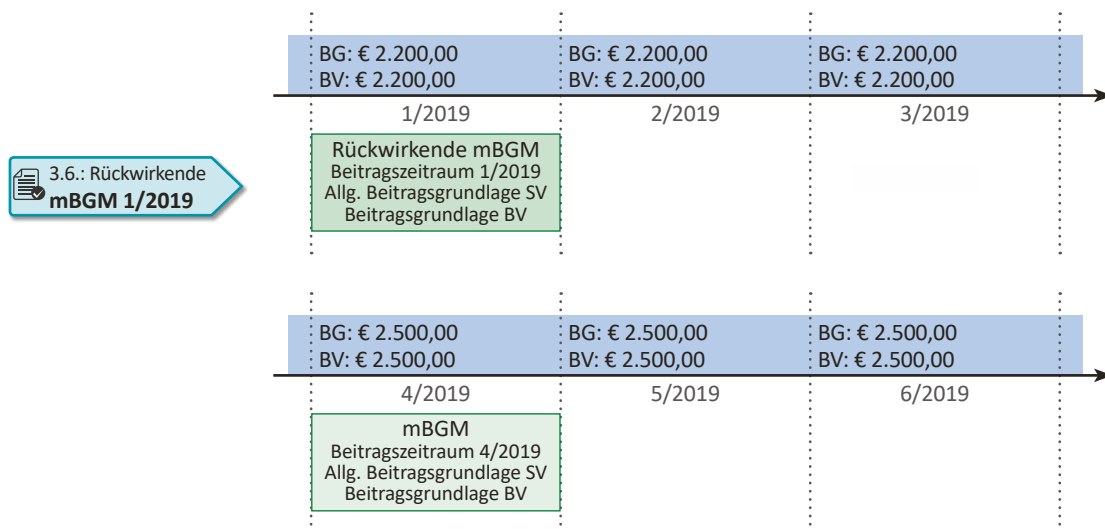 BG: € 2.200,00 BG: € 2.200,00 BG: € 2.200,00
BV: € 2.200,00 BV: € 2.200,00 BV: € 2.200,00
1/2019 2/2019 3/2019
3.6.: Rückwirkende
mBGM 1/2019
Rückwirkende mBGM
Beitragszeitraum 1/2019
Allg. Beitragsgrundlage SV
Beitragsgrundlage BV
BG: € 2.500,00 BG: € 2.500,00 BG: € 2.500,00
BV: € 2.500,00 BV: € 2.500,00 BV: € 2.500,00
4/2019 5/2019 6/2019
mBGM
Beitragszeitraum 4/2019
Allg. Beitragsgrundlage SV
Beitragsgrundlage BV